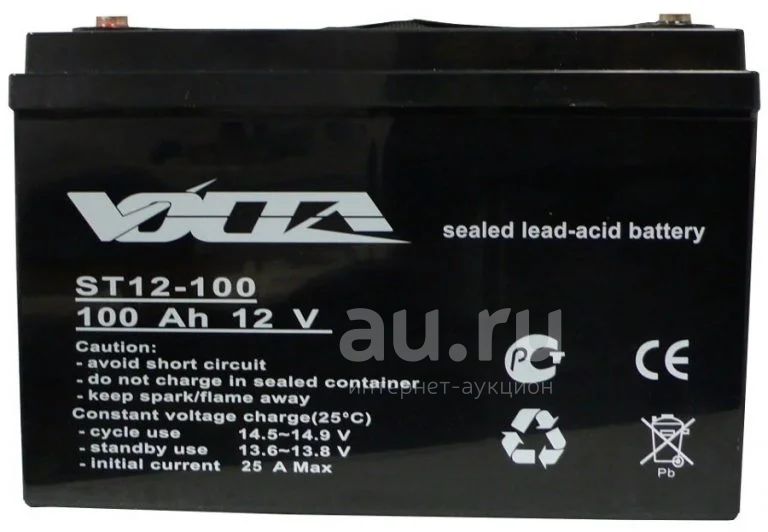 VOLTA
sealed lead-acid battery
ST12-100
100 Ah 12 V
Caution:
- avoid short circuit
- do not charge in sealed container
- keep spark/flame away
Constant voltage charge(25°C)
- cycle use 14.5~14.9 V
- standby use 13.6~13.8 V
- initial current 25 A Max
au.ru
интернет-аукцион
РСТ
CE
Pb